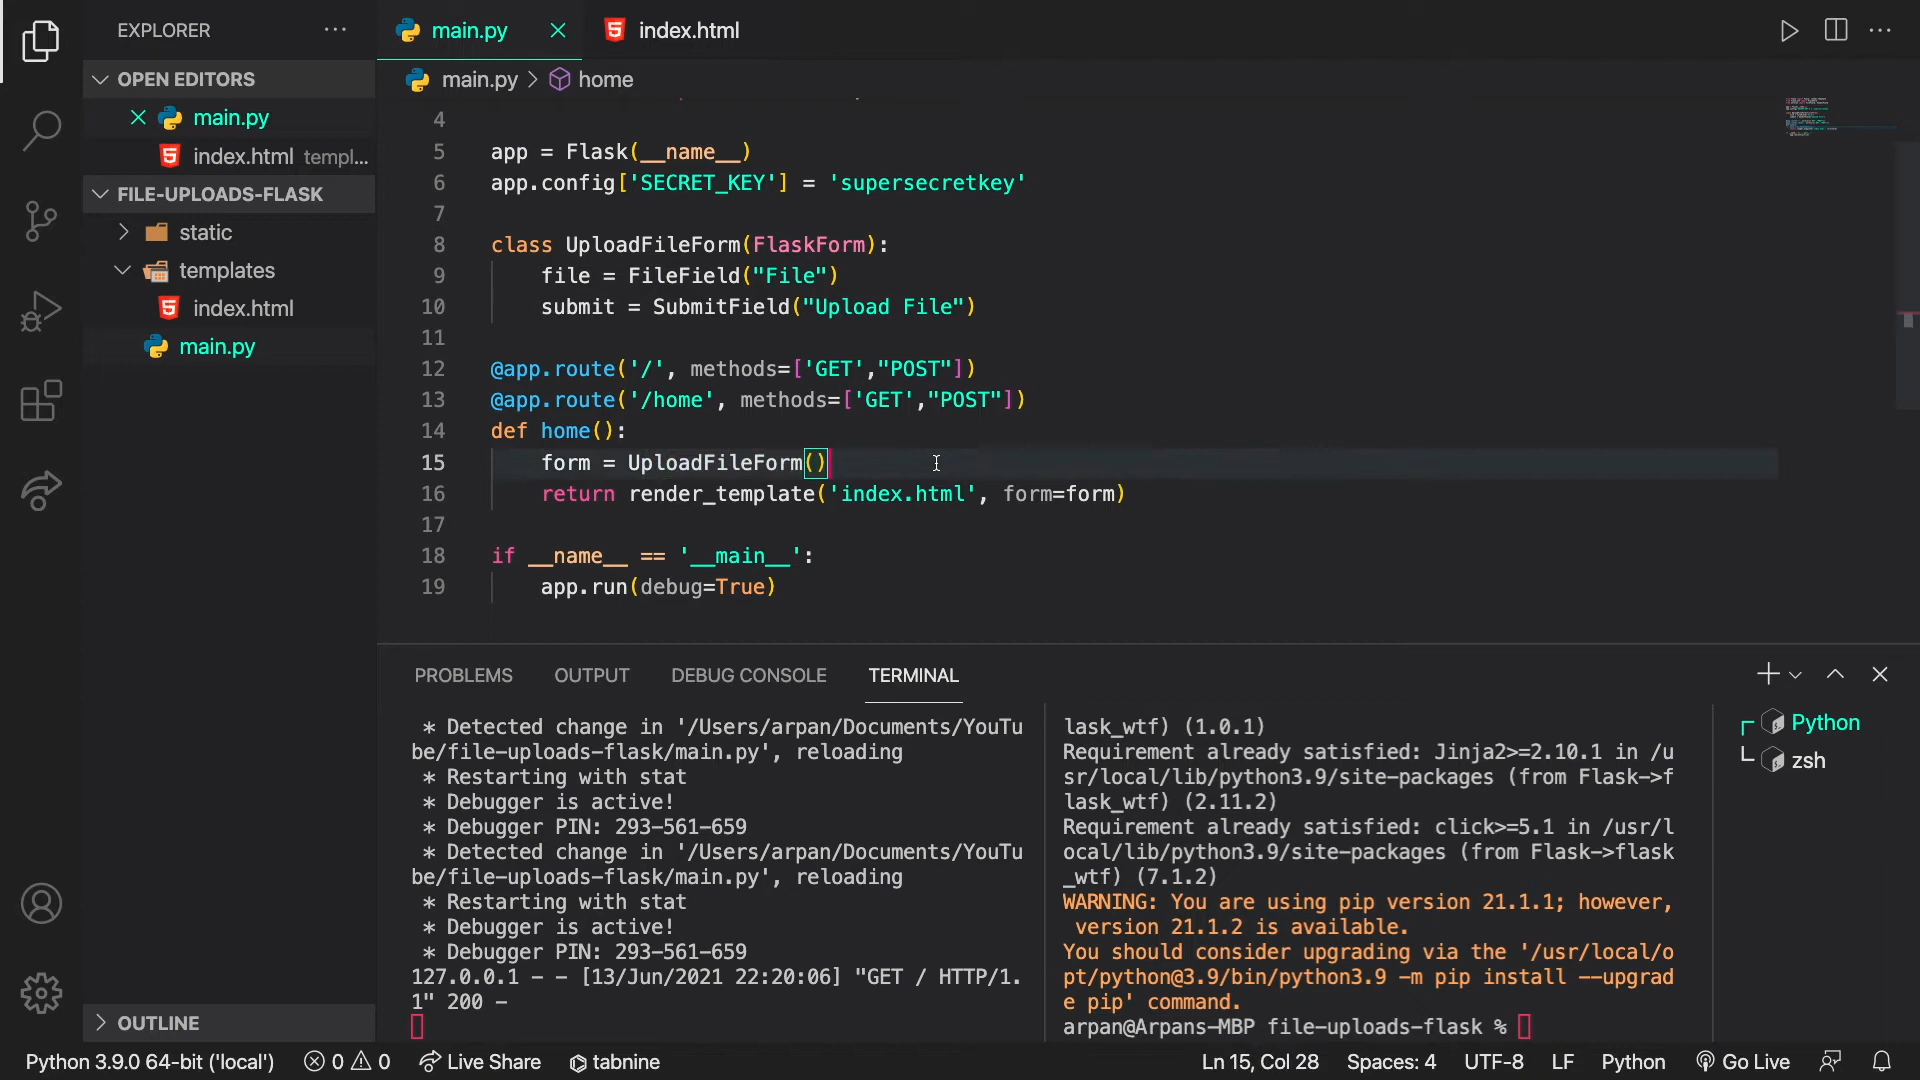 EXPLORER
main.py
index.html
OPEN EDITORS
main.py > home
main.py
index.html templ...
FILE-UPLOADS-FLASK
static
templates
index.html
main.py
4
5 app = Flask(__name__)
6 app.config['SECRET_KEY'] = 'supersecretkey'
7
8 class UploadFileForm(FlaskForm):
9 file = FileField("File")
10 submit = SubmitField("Upload File")
11
12 @app.route('/', methods=['GET',"POST"])
13 @app.route('/home', methods=['GET',"POST"])
14 def home():
15 form = UploadFileForm()
16 return render_template('index.html', form=form)
17
18 if __name__ == '__main__':
19 app.run(debug=True)
PROBLEMS OUTPUT DEBUG CONSOLE TERMINAL
* Detected change in '/Users/arpan/Documents/YouTu
be/file-uploads-flask/main.py', reloading
* Restarting with stat
* Debugger is active!
* Debugger PIN: 293-561-659
* Detected change in '/Users/arpan/Documents/YouTu
be/file-uploads-flask/main.py', reloading
* Restarting with stat
* Debugger is active!
* Debugger PIN: 293-561-659
127.0.0.1 - - [13/Jun/2021 22:20:06] "GET / HTTP/1.
1" 200 -
lask_wtf) (1.0.1)
Requirement already satisfied: Jinja2>=2.10.1 in /u
sr/local/lib/python3.9/site-packages (from Flask->f
lask_wtf) (2.11.2)
Requirement already satisfied: click>=5.1 in /usr/l
ocal/lib/python3.9/site-packages (from Flask->flask
_wtf) (7.1.2)
WARNING: You are using pip version 21.1.1; however,
version 21.1.2 is available.
You should consider upgrading via the '/usr/local/o
pt/python@3.9/bin/python3.9 -m pip install --upgrad
e pip' command.
arpan@Arpans-MBP file-uploads-flask %
Python
zsh
OUTLINE
Python 3.9.0 64-bit ('local') 0 0 Live Share tabnine Ln 15, Col 28 Spaces: 4 UTF-8 LF Python Go Live